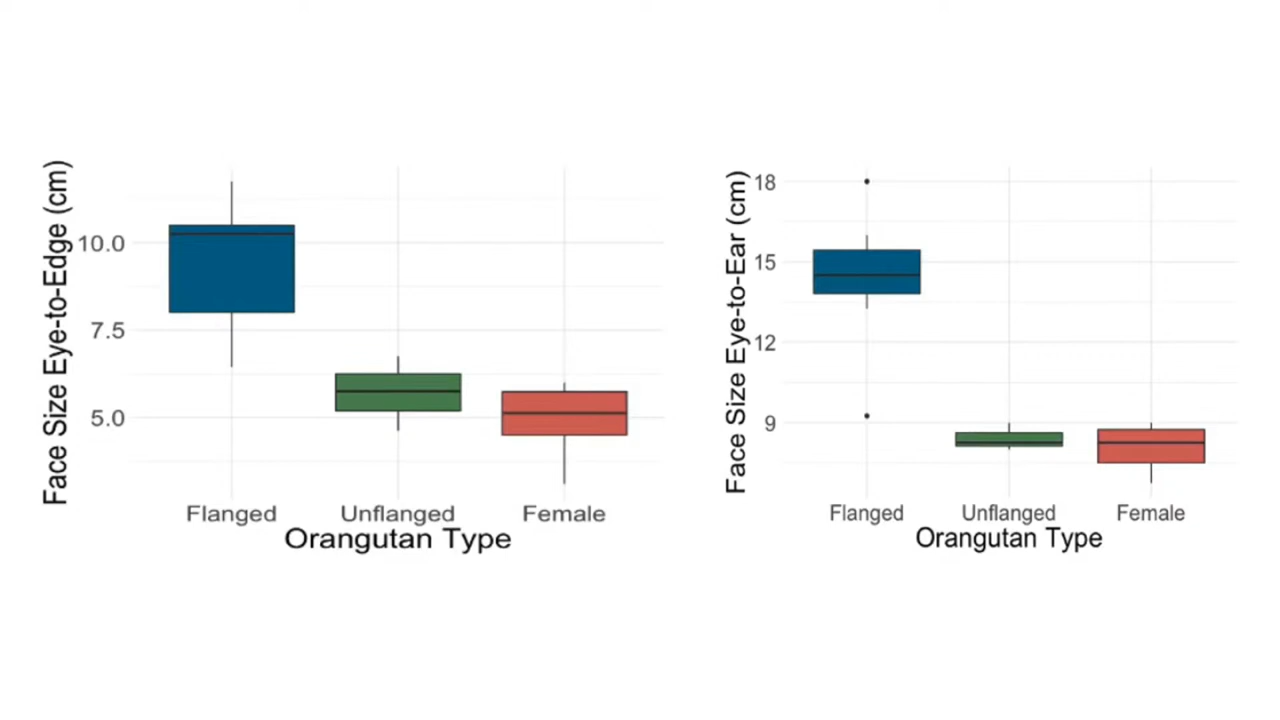 Face Size Eye-to-Edge (cm)
10.0
7.5
5.0
Flanged Unflanged Female
Orangutan Type
Face Size Eye-to-Ear (cm)
18
15
12
9
Flanged Unflanged Female
Orangutan Type